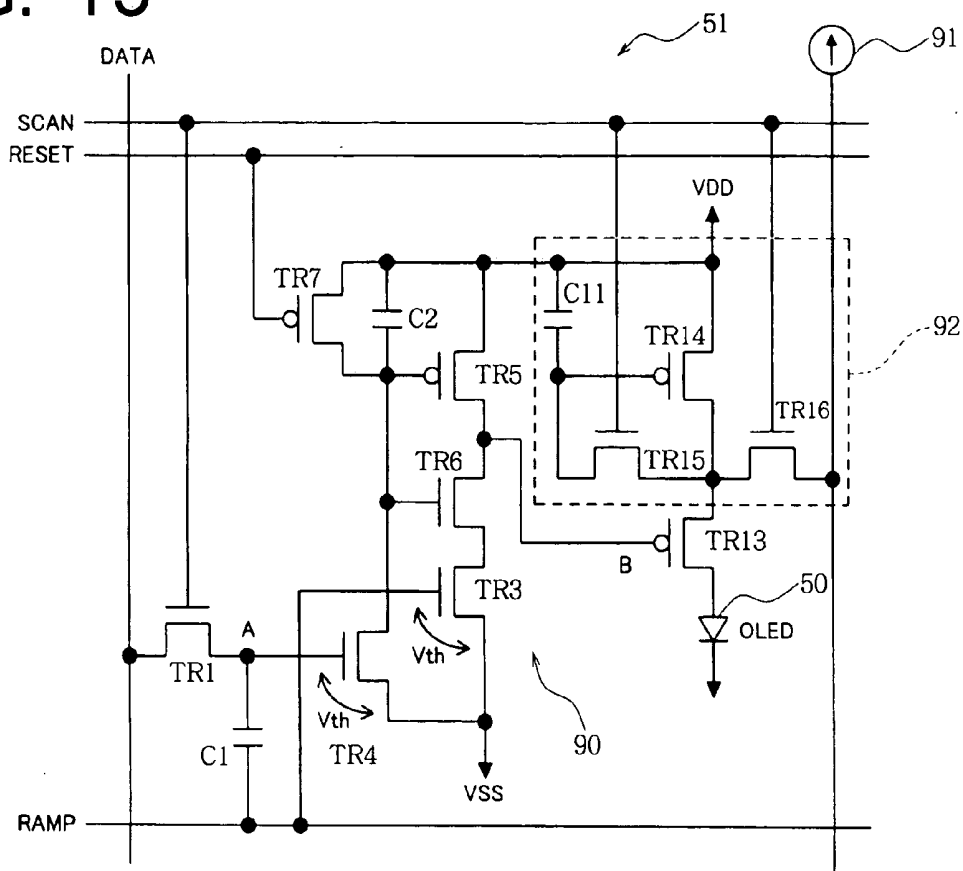 G. 15
51
91
DATA
SCAN
RESET
VDD
TR7
C2
C11
TR14
92
TR5
TR16
TR6
TR15
B
TR13
TR3
50
A
Vth
OLED
TR1
Vth
90
C1
TR4
VSS
RAMP